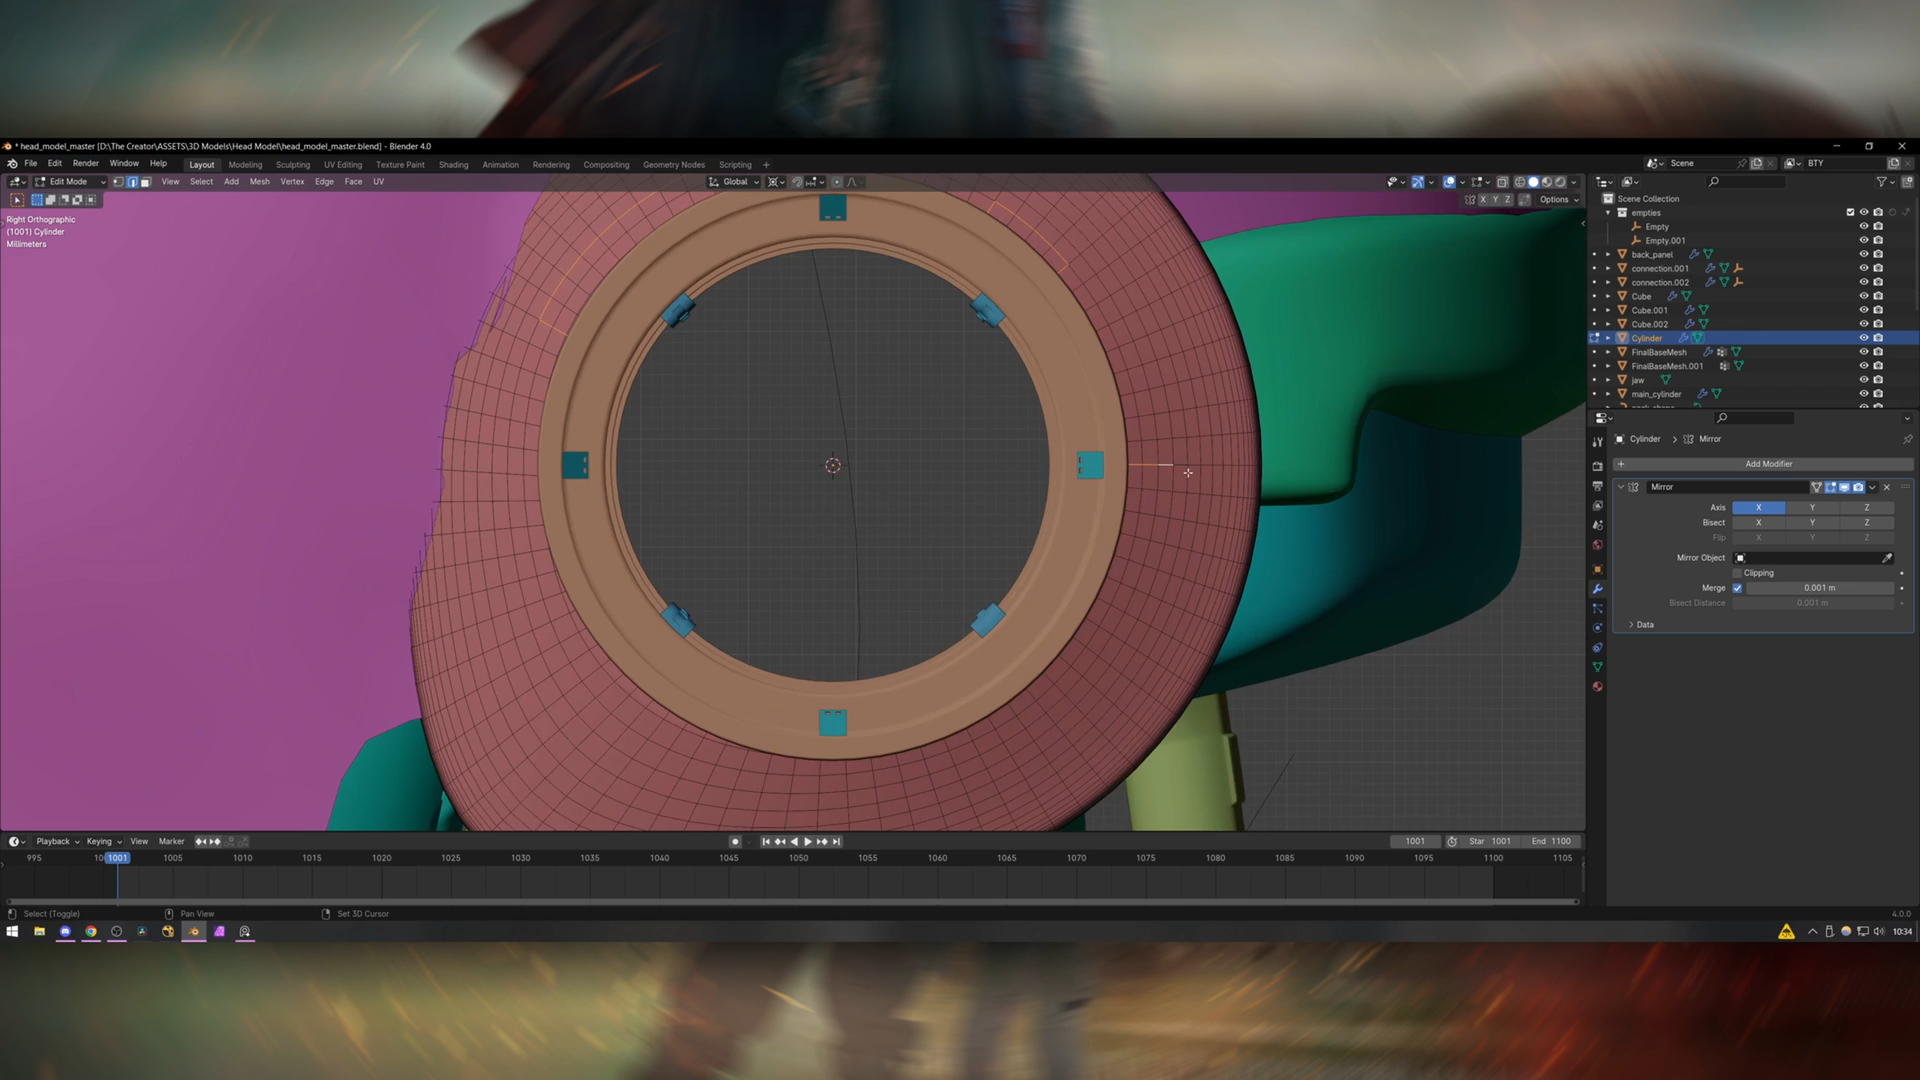 * head_model_master [D:\The Creator\ASSETS\3D Models\Head Model\head_model_master.blend] - Blender 4.0
File Edit Render Window Help Layout Modeling Sculpting UV Editing Texture Paint Shading Animation Rendering Compositing Geometry Nodes Scripting + Scene BTY
Edit Mode View Select Add Mesh Vertex Edge Face UV Global
X Y Z Options
Right Orthographic
(1001) Cylinder
Millimeters
Scene Collection
empties
Empty
Empty.001
back_panel
connection.001
connection.002
Cube
Cube.001
Cube.002
Cylinder
FinalBaseMesh
FinalBaseMesh.001
jaw
main_cylinder
Cylinder > Mirror
+ Add Modifier
Mirror
Axis X Y Z
Bisect X Y Z
Flip X Y Z
Mirror Object
Clipping
Merge 0.001 m
Bisect Distance 0.001 m
> Data
Playback Keying View Marker 1001 Star 1001 End 1100
995 10 1001 1005 1010 1015 1020 1025 1030 1035 1040 1045 1050 1055 1060 1065 1070 1075 1080 1085 1090 1095 1100 1105
Select (Toggle) Pan View Set 3D Cursor 4.0.0
10:34